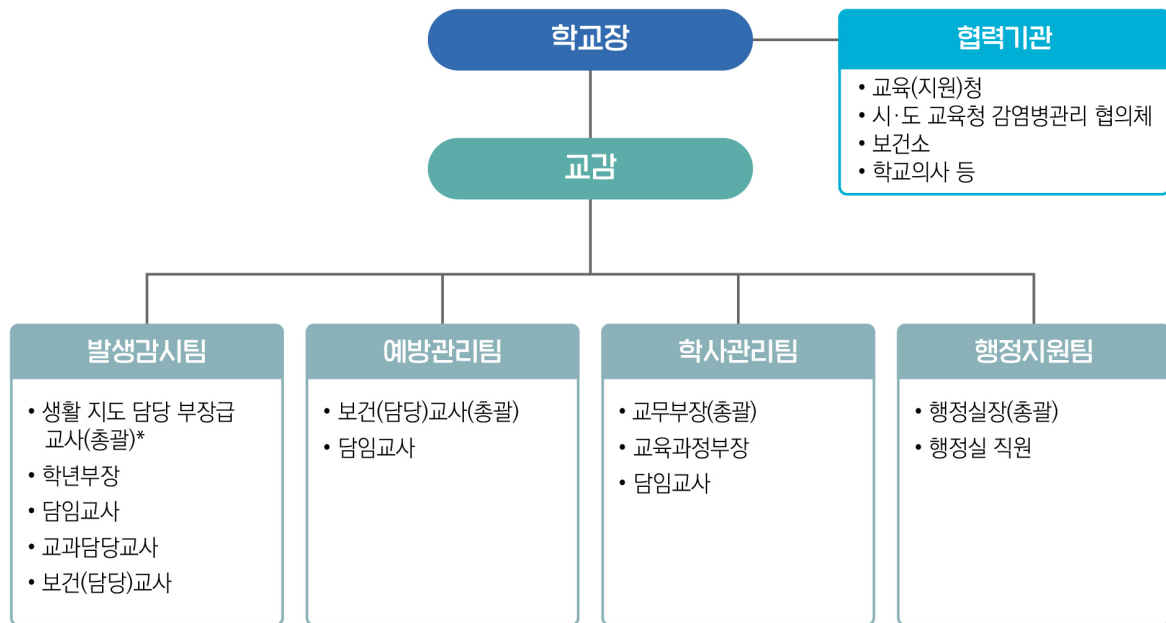 학교장
협력기관
• 교육(지원)청
• 시·도 교육청 감염병관리 협의체
• 보건소
• 학교의사 등
교감
발생감시팀
• 생활 지도 담당 부장급
교사(총괄)*
• 학년부장
• 담임교사
• 교과담당교사
• 보건(담당)교사
예방관리팀
• 보건(담당)교사(총괄)
• 담임교사
학사관리팀
• 교무부장(총괄)
• 교육과정부장
• 담임교사
행정지원팀
• 행정실장(총괄)
• 행정실 직원